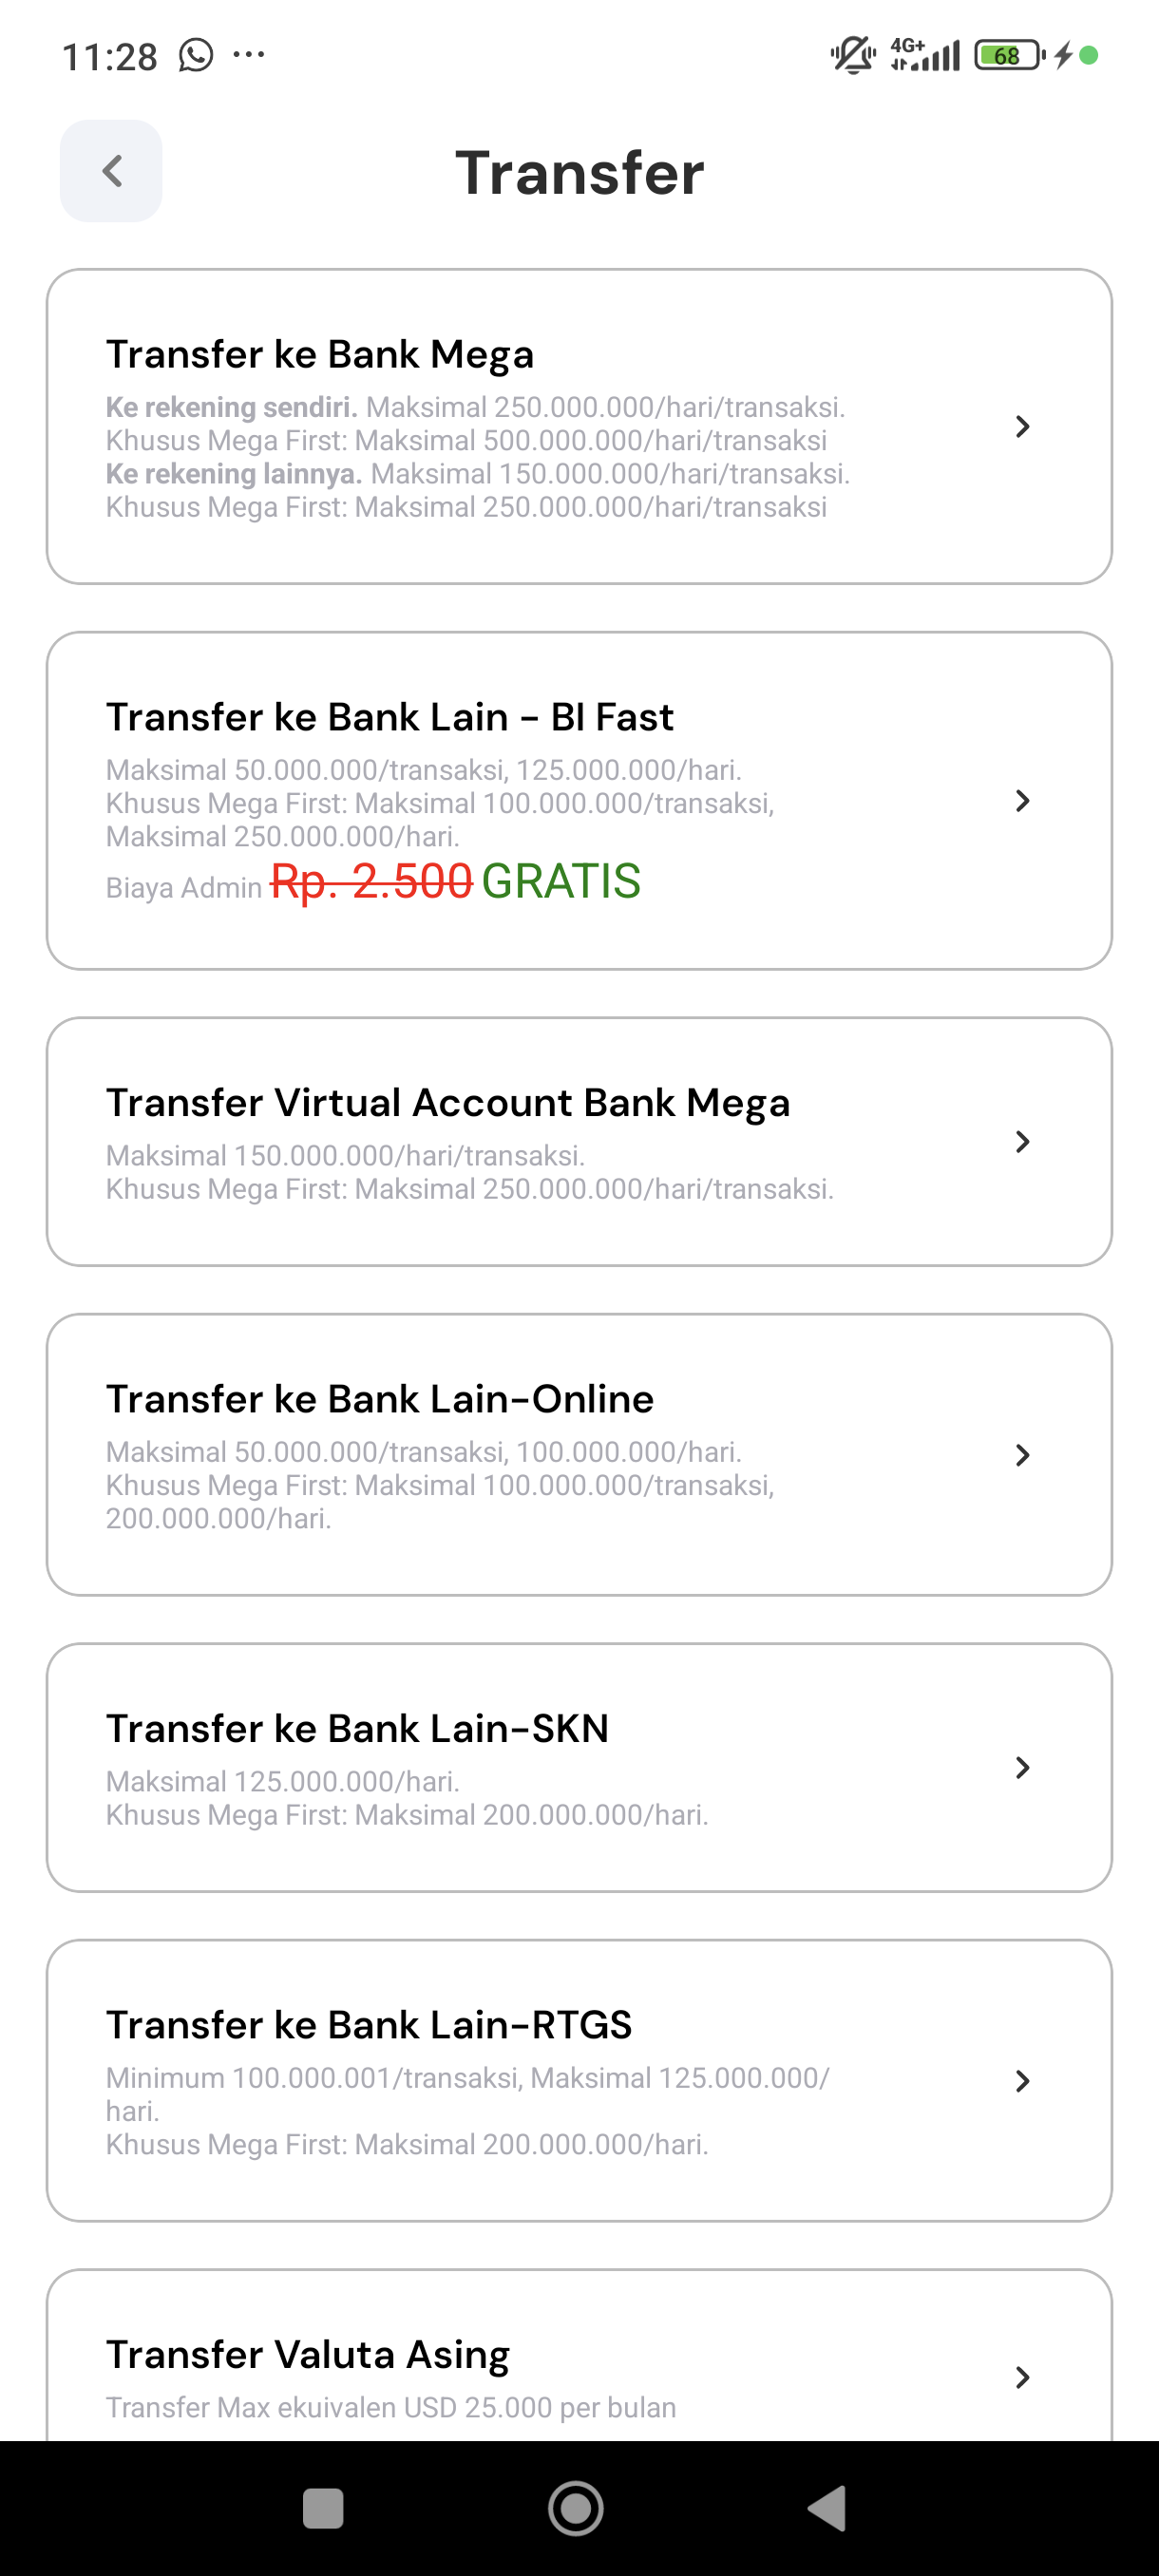 11:28
4G+
68
Transfer
Transfer ke Bank Mega
Ke rekening sendiri. Maksimal 250.000.000/hari/transaksi.
Khusus Mega First: Maksimal 500.000.000/hari/transaksi
Ke rekening lainnya. Maksimal 150.000.000/hari/transaksi.
Khusus Mega First: Maksimal 250.000.000/hari/transaksi
Transfer ke Bank Lain - BI Fast
Maksimal 50.000.000/transaksi, 125.000.000/hari.
Khusus Mega First: Maksimal 100.000.000/transaksi,
Maksimal 250.000.000/hari.
Biaya Admin Rp. 2.500 GRATIS
Transfer Virtual Account Bank Mega
Maksimal 150.000.000/hari/transaksi.
Khusus Mega First: Maksimal 250.000.000/hari/transaksi.
Transfer ke Bank Lain-Online
Maksimal 50.000.000/transaksi, 100.000.000/hari.
Khusus Mega First: Maksimal 100.000.000/transaksi,
200.000.000/hari.
Transfer ke Bank Lain-SKN
Maksimal 125.000.000/hari.
Khusus Mega First: Maksimal 200.000.000/hari.
Transfer ke Bank Lain-RTGS
Minimum 100.000.001/transaksi, Maksimal 125.000.000/
hari.
Khusus Mega First: Maksimal 200.000.000/hari.
Transfer Valuta Asing
Transfer Max ekuivalen USD 25.000 per bulan